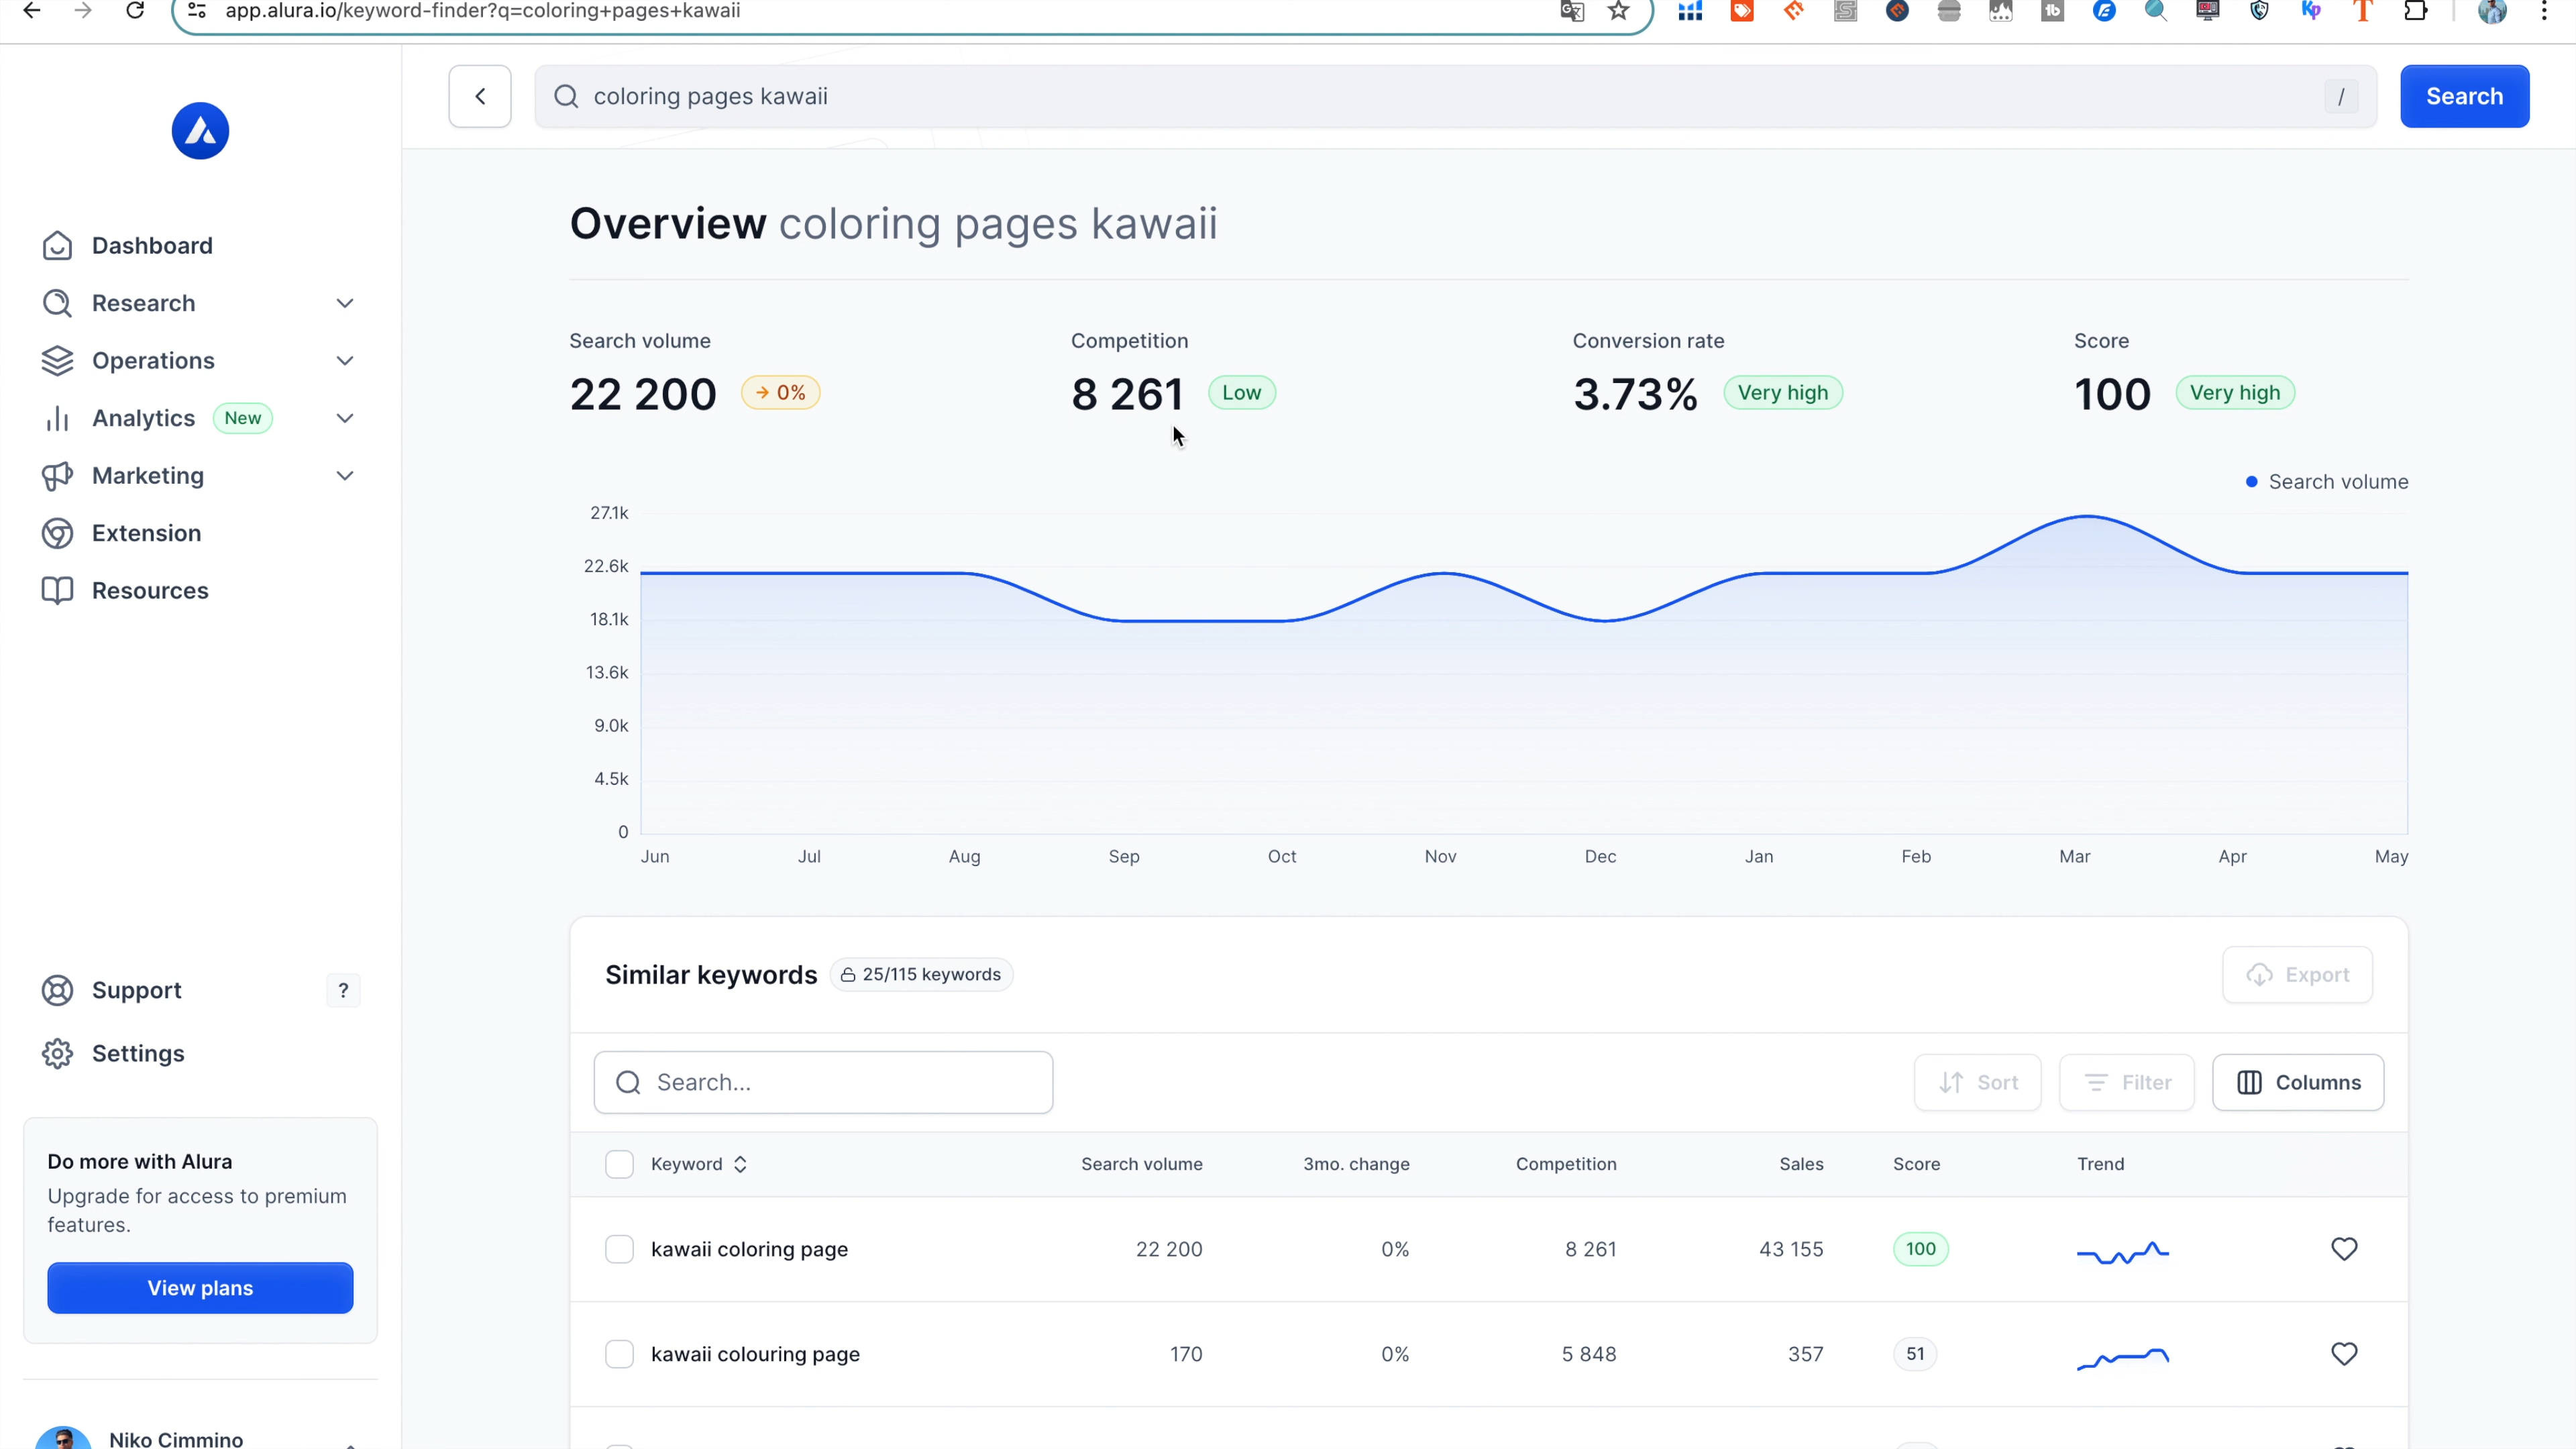 app.alura.io/keyword-finder?q=coloring+pages+kawaii
coloring pages kawaii
/
Search
Dashboard
Research
Operations
Analytics New
Marketing
Extension
Resources
Overview coloring pages kawaii
Search volume
22 200 → 0%
Competition
8 261 Low
Conversion rate
3.73% Very high
Score
100 Very high
Search volume
27.1k
22.6k
18.1k
13.6k
9.0k
4.5k
0
Jun Jul Aug Sep Oct Nov Dec Jan Feb Mar Apr May
Similar keywords 25/115 keywords
Export
Search...
Sort
Filter
Columns
Keyword Search volume 3mo. change Competition Sales Score Trend
kawaii coloring page 22 200 0% 8 261 43 155 100
kawaii colouring page 170 0% 5 848 357 51
Support ?
Settings
Do more with Alura
Upgrade for access to premium
features.
View plans
Niko Cimmino